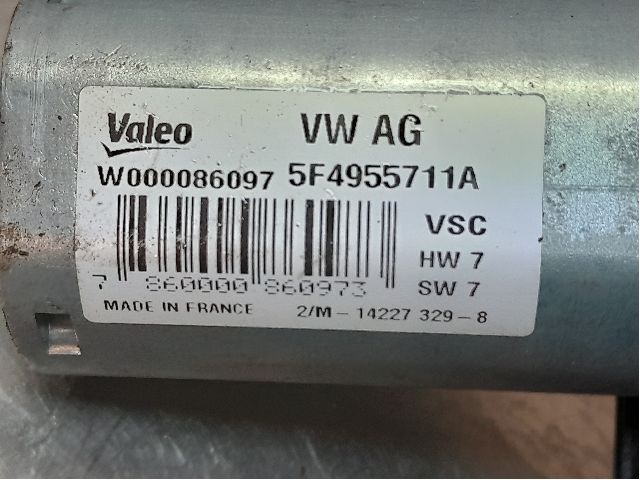 Valeo VW AG
W000086097 5F4955711A
VSC
HW 7
7 860000 860973 SW 7
MADE IN FRANCE 2/M-14227 329-8